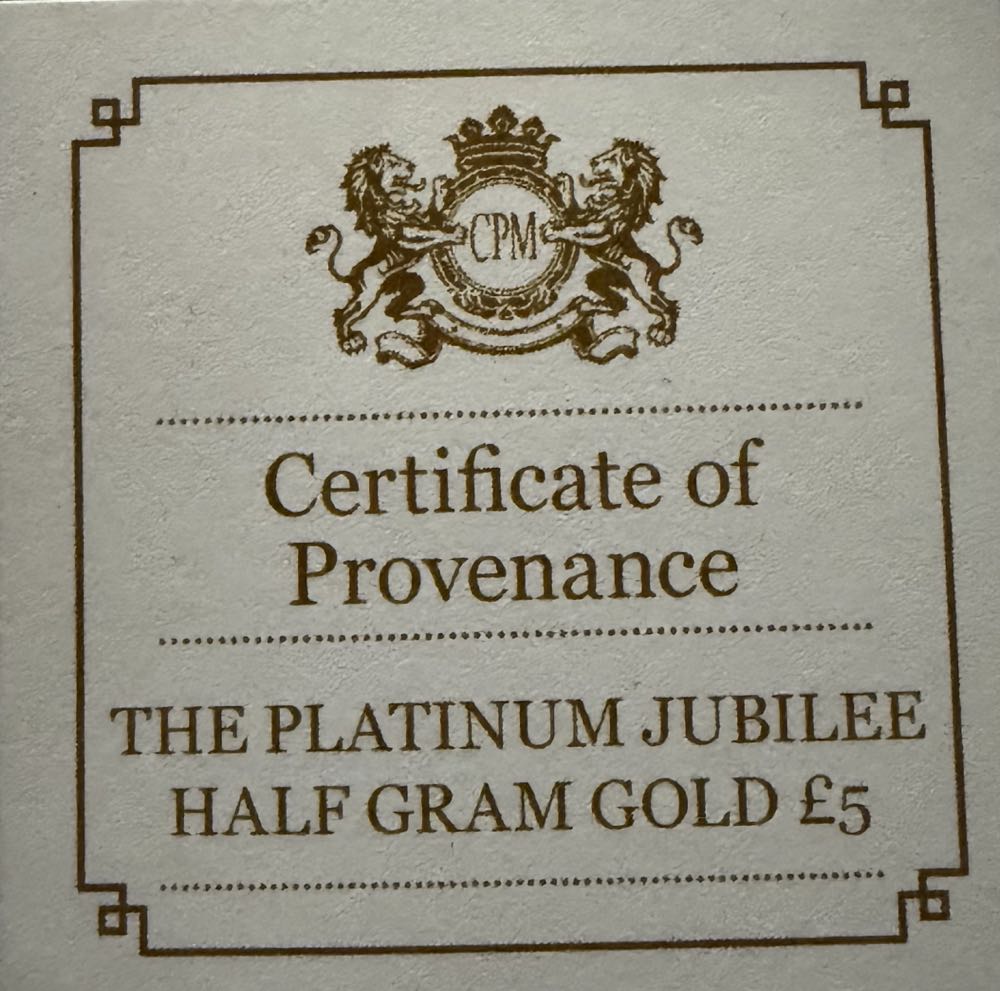 CPM
Certificate of
Provenance
THE PLATINUM JUBILEE
HALF GRAM GOLD £5